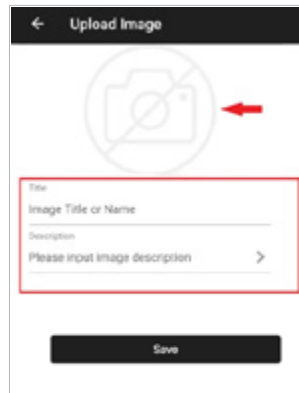 Upload Image
Title
Image Title or Name
Description
Please input image description
Save